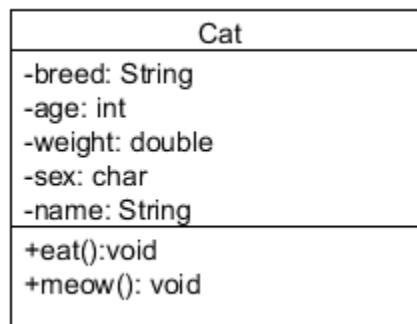 Cat
-breed: String
-age: int
-weight: double
-sex: char
-name: String
+eat():void
+meow(): void